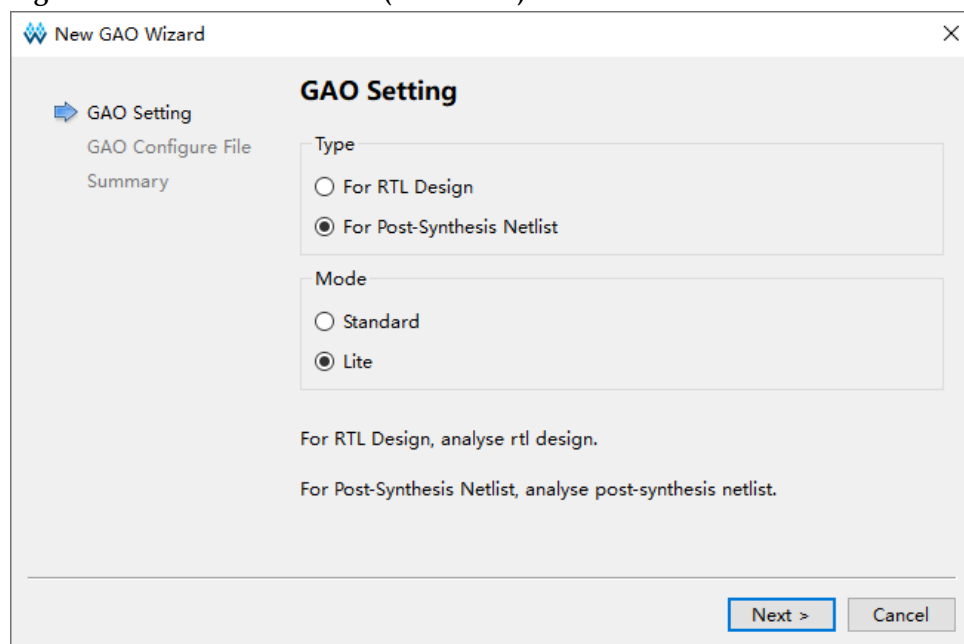 New GAO Wizard
GAO Setting
GAO Configure File
Summary
GAO Setting
Type
For RTL Design
For Post-Synthesis Netlist
Mode
Standard
Lite
For RTL Design, analyse rtl design.
For Post-Synthesis Netlist, analyse post-synthesis netlist.
Next >
Cancel